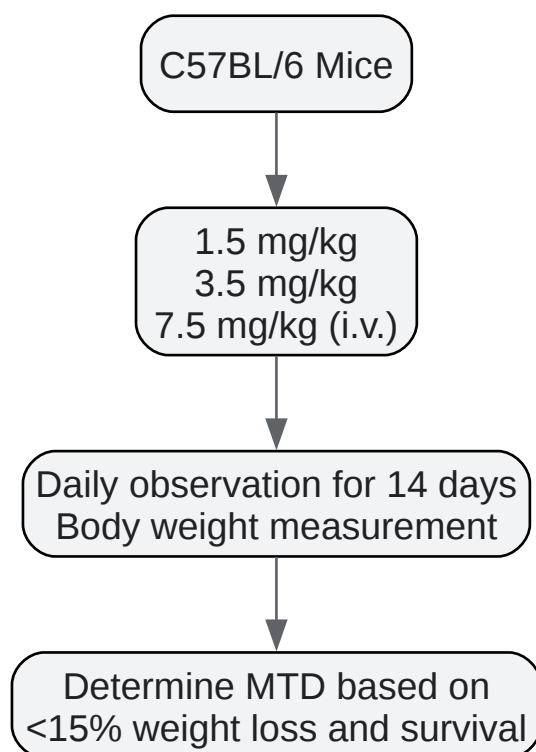 C57BL/6 Mice
1.5 mg/kg
3.5 mg/kg
7.5 mg/kg (i.v.)
Daily observation for 14 days
Body weight measurement
Determine MTD based on
<15% weight loss and survival